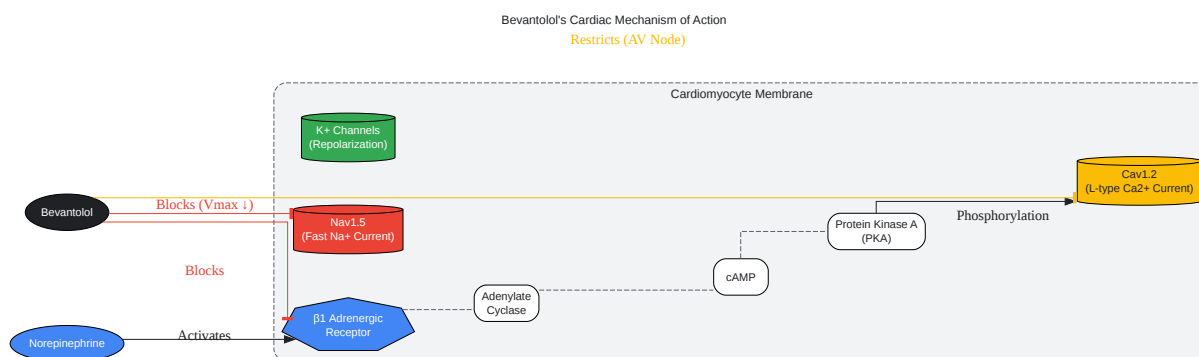 Bevantolol's Cardiac Mechanism of Action
Restricts (AV Node)
Cardiomyocyte Membrane
K+ Channels
(Repolarization)
Cav1.2
(L-type Ca2+ Current)
Bevantolol
Blocks (Vmax ↓)
Nav1.5
(Fast Na+ Current)
Phosphorylation
Protein Kinase A
(PKA)
Blocks
cAMP
Adenylate
Cyclase
β1 Adrenergic
Receptor
Norepinephrine
Activates